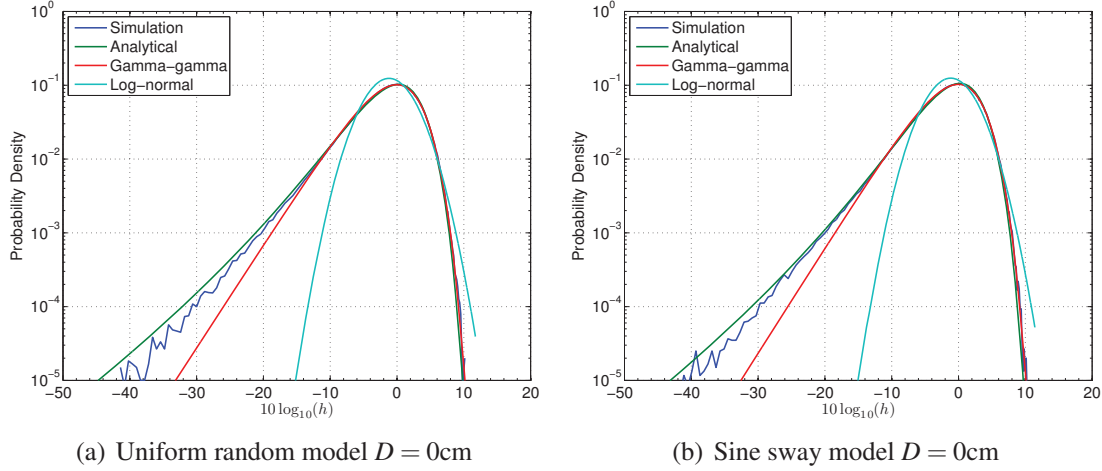 10^0
10^-1
10^-2
10^-3
10^-4
10^-5
Probability Density
Simulation
Analytical
Gamma−gamma
Log−normal
−50 −40 −30 −20 −10 0 10 20
10 log_10(h)
(a) Uniform random model D = 0cm
10^0
10^-1
10^-2
10^-3
10^-4
10^-5
Probability Density
Simulation
Analytical
Gamma−gamma
Log−normal
−50 −40 −30 −20 −10 0 10 20
10 log_10(h)
(b) Sine sway model D = 0cm